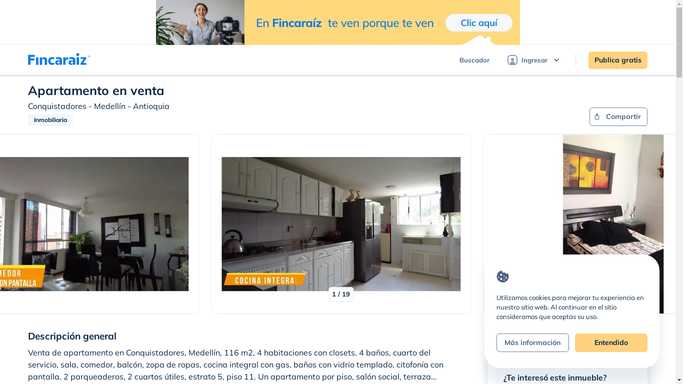 En Fincaraíz te ven porque te ven
Clic aquí
Fincaraiz
Buscador
Ingresar
Publica gratis
Apartamento en venta
Conquistadores - Medellín - Antioquia
Inmobiliaria
Compartir
MEDOR
ON PANTALLA
COCINA INTEGRA
1 / 19
Utilizamos cookies para mejorar tu experiencia en
nuestro sitio web. Al continuar en el sitio
consideramos que aceptas su uso.
Más información
Entendido
Descripción general
Venta de apartamento en Conquistadores, Medellín, 116 m2, 4 habitaciones con closets, 4 baños, cuarto del
servicio, sala, comedor, balcón, zopa de ropas, cocina integral con gas, baños con vidrio templado, citofonía con
pantalla, 2 parqueaderos, 2 cuartos útiles, estrato 5, piso 11. Un apartamento por piso, salón social, terraza...
¿Te interesó este inmueble?